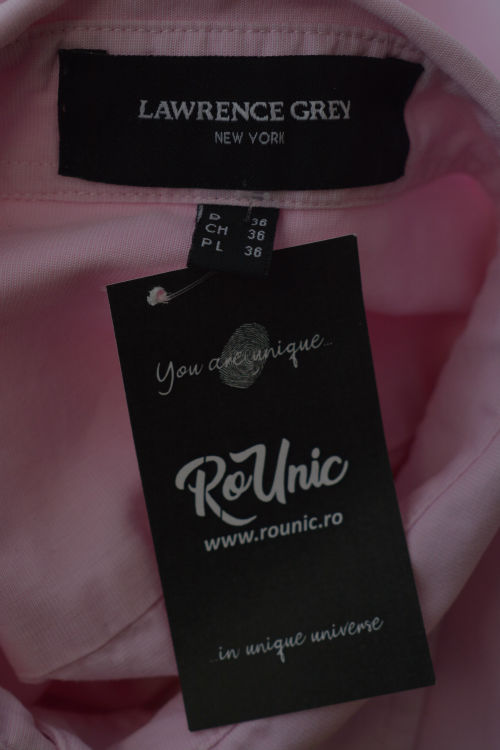 LAWRENCE GREY
NEW YORK
D 36
CH 36
PL 36
You are unique...
RoUnic
www.rounic.ro
...in unique universe